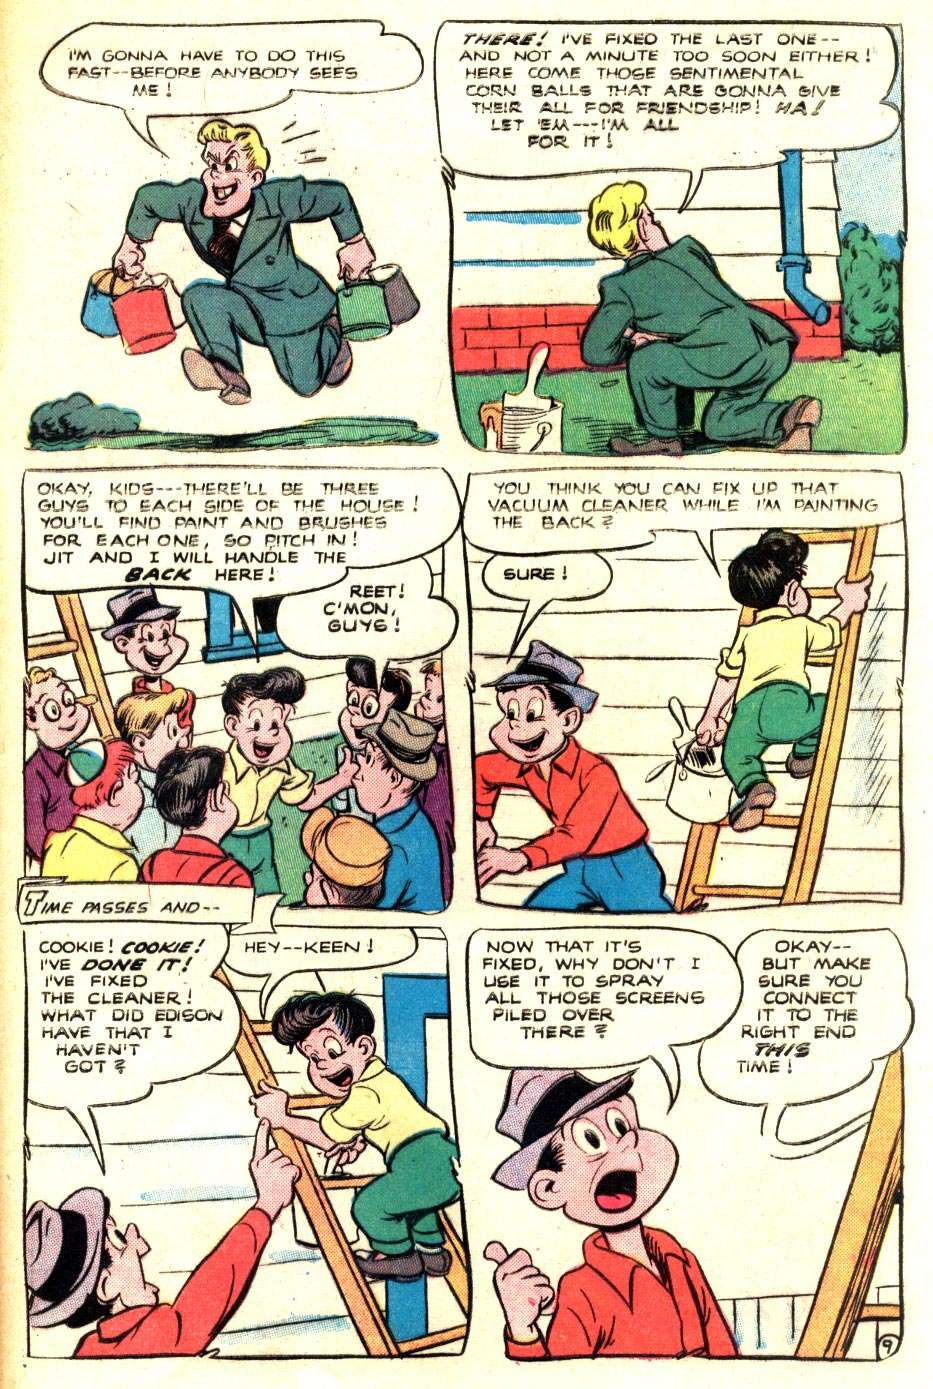 I'M GONNA HAVE TO DO THIS
FAST--BEFORE ANYBODY SEES
ME!
THERE! I'VE FIXED THE LAST ONE--
AND NOT A MINUTE TOO SOON EITHER!
HERE COME THOSE SENTIMENTAL
CORN BALLS THAT ARE GONNA GIVE
THEIR ALL FOR FRIENDSHIP! HA!
LET 'EM---I'M ALL
FOR IT!
OKAY, KIDS---THERE'LL BE THREE
GUYS TO EACH SIDE OF THE HOUSE!
YOU'LL FIND PAINT AND BRUSHES
FOR EACH ONE, SO PITCH IN!
JIT AND I WILL HANDLE THE
BACK HERE!
REET!
C'MON,
GUYS!
YOU THINK YOU CAN FIX UP THAT
VACUUM CLEANER WHILE I'M PAINTING
THE BACK?
SURE!
TIME PASSES AND--
COOKIE! COOKIE!
I'VE DONE IT!
I'VE FIXED
THE CLEANER!
WHAT DID EDISON
HAVE THAT I
HAVEN'T
GOT?
HEY--KEEN!
NOW THAT IT'S
FIXED, WHY DON'T I
USE IT TO SPRAY
ALL THOSE SCREENS
PILED OVER
THERE?
OKAY--
BUT MAKE
SURE YOU
CONNECT
IT TO THE
RIGHT END
THIS
TIME!
9